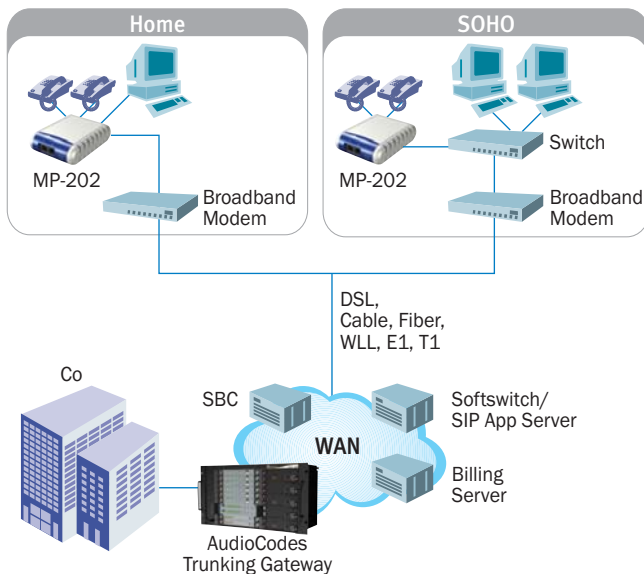 Home
MP-202
Broadband
Modem
SOHO
Switch
MP-202
Broadband
Modem
DSL,
Cable, Fiber,
WLL, E1, T1
Co
SBC
Softswitch/
SIP App Server
WAN
Billing
Server
AudioCodes
Trunking Gateway